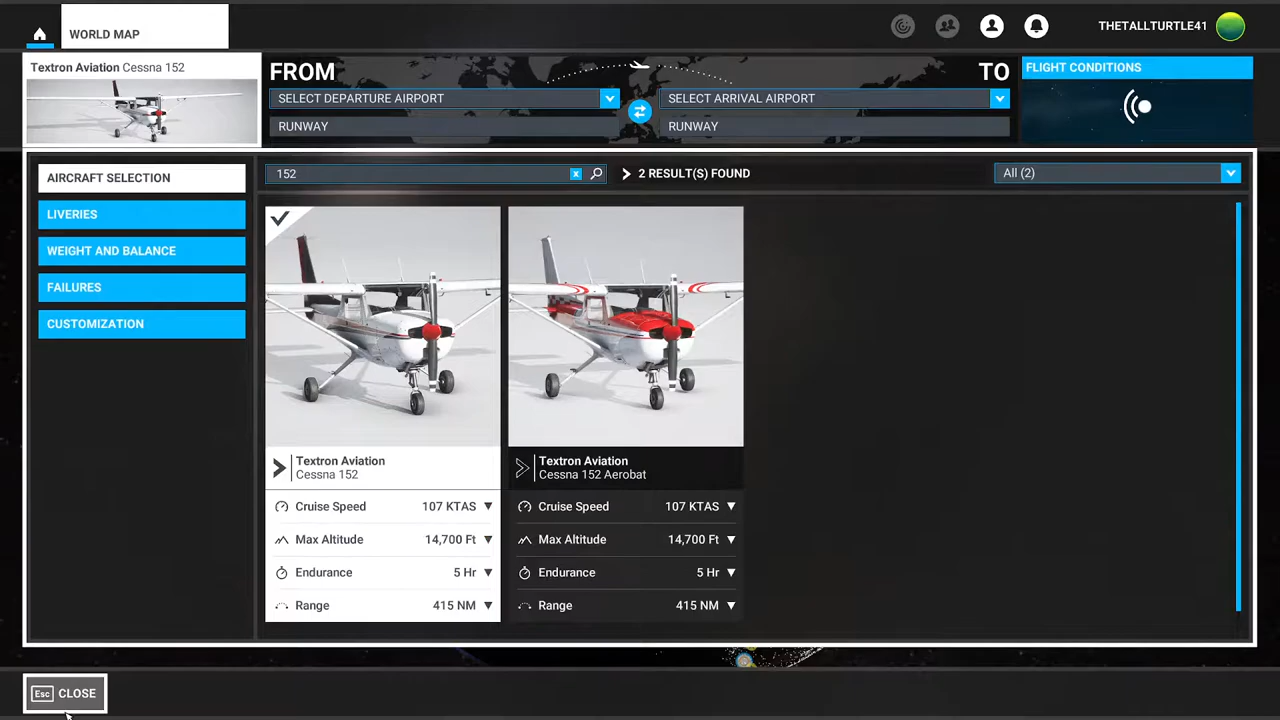 WORLD MAP
THETALLTURTLE41
Textron Aviation Cessna 152
FROM
TO
FLIGHT CONDITIONS
SELECT DEPARTURE AIRPORT
SELECT ARRIVAL AIRPORT
RUNWAY
RUNWAY
AIRCRAFT SELECTION
LIVERIES
WEIGHT AND BALANCE
FAILURES
CUSTOMIZATION
152
x
2 RESULT(S) FOUND
All (2)
Textron Aviation
Cessna 152
Cruise Speed 107 KTAS
Max Altitude 14,700 Ft
Endurance 5 Hr
Range 415 NM
Textron Aviation
Cessna 152 Aerobat
Cruise Speed 107 KTAS
Max Altitude 14,700 Ft
Endurance 5 Hr
Range 415 NM
Esc CLOSE